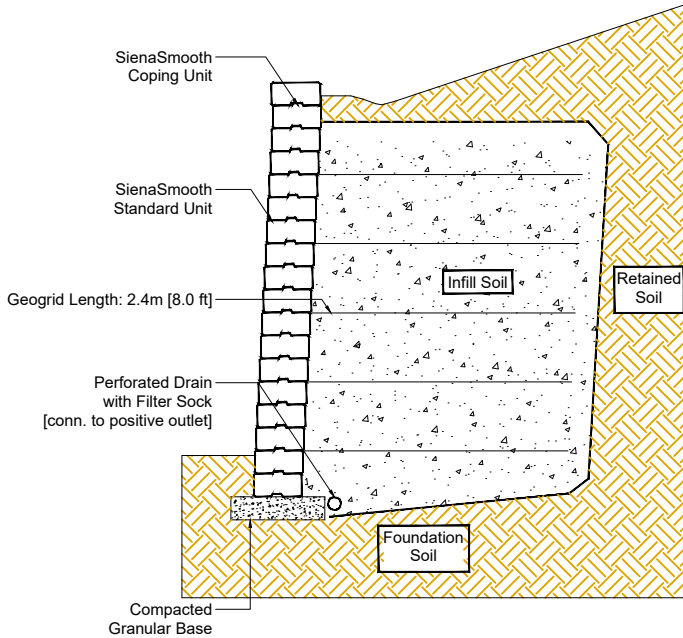 SienaSmooth
Coping Unit
SienaSmooth
Standard Unit
Infill Soil
Retained
Soil
Geogrid Length: 2.4m [8.0 ft]
Perforated Drain
with Filter Sock
[conn. to positive outlet]
Foundation
Soil
Compacted
Granular Base